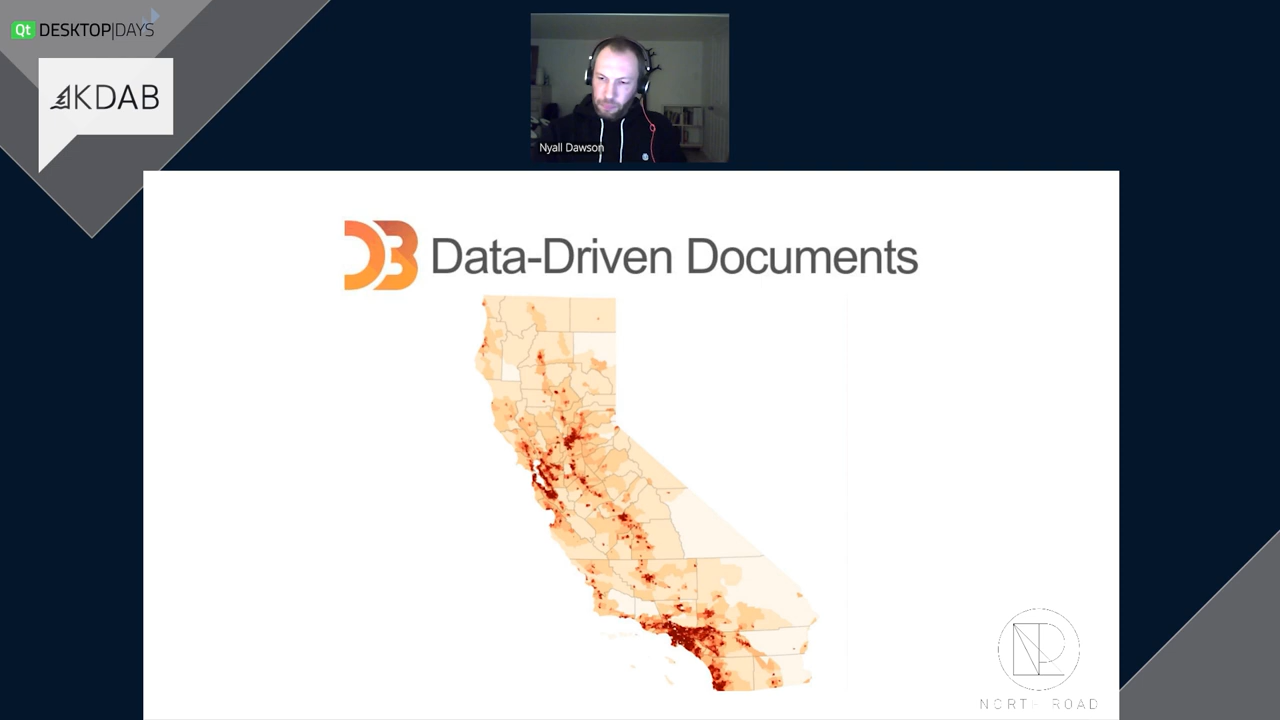 Qt DESKTOP|DAYS
KDAB
Nyall Dawson
D3 Data-Driven Documents
NORTH ROAD